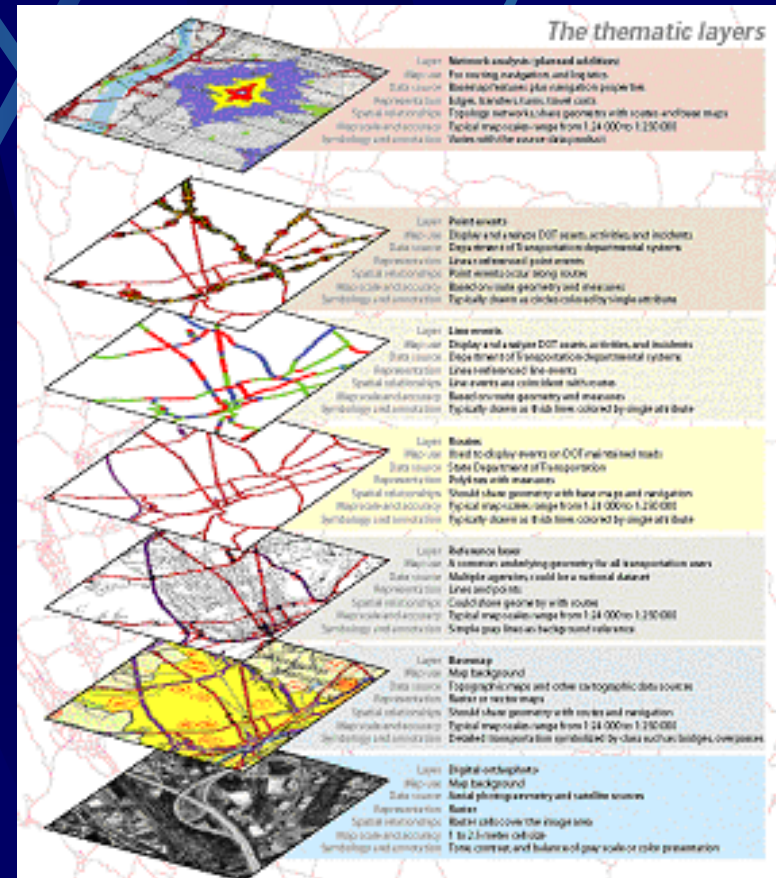 The thematic layers
Layer Network analysis (planned additions)
Map use For routing, navigation, and logistics
Data source Basemap features plus navigation properties
Representation Edges, transfers, turns, travel costs
Spatial relationships Topology networks, share geometry with routes and base maps
Map scale and accuracy Typical map scales range from 1:24 000 to 1:250 000
Symbology and annotation Varies with the source data product
Layer Point events
Map use Display and analyze DOT assets, activities, and incidents
Data source Department of Transportation departmental systems
Representation Linear referenced point events
Spatial relationships Point events occur along routes
Map scale and accuracy Based on route geometry and measures
Symbology and annotation Typically drawn as circles colored by single attribute
Layer Line events
Map use Display and analyze DOT assets, activities, and incidents
Data source Department of Transportation departmental systems
Representation Linear referenced line events
Spatial relationships Line events are coincident with routes
Map scale and accuracy Based on route geometry and measures
Symbology and annotation Typically drawn as thick lines colored by single attribute
Layer Routes
Map use Used to display events on DOT maintained roads
Data source State Department of Transportation
Representation Polylines with measures
Spatial relationships Should share geometry with base maps and navigation
Map scale and accuracy Typical map scales range from 1:24 000 to 1:250 000
Symbology and annotation Typically drawn as thick lines colored by single attribute
Layer Reference layer
Map use A common underlying geometry for all transportation users
Data source Multiple agencies, could be a national dataset
Representation Lines and points
Spatial relationships Could share geometry with routes
Map scale and accuracy Typical map scales range from 1:24 000 to 1:250 000
Symbology and annotation Simple gray lines as background reference
Layer Basemap
Map use Map background
Data source Topographic maps and other cartographic data sources
Representation Raster or vector maps
Spatial relationships Should share geometry with routes and navigation
Map scale and accuracy Typical map scales range from 1:24 000 to 1:250 000
Symbology and annotation Detailed transportation symbolized by class such as bridges, overpasses
Layer Digital orthophoto
Map use Map background
Data source Aerial photogrammetry and satellite sources
Representation Raster
Spatial relationships Raster cells cover the image area
Map scale and accuracy 1 to 2.5 meter cell size
Symbology and annotation Tone, contrast, and balance of gray scale or color presentation